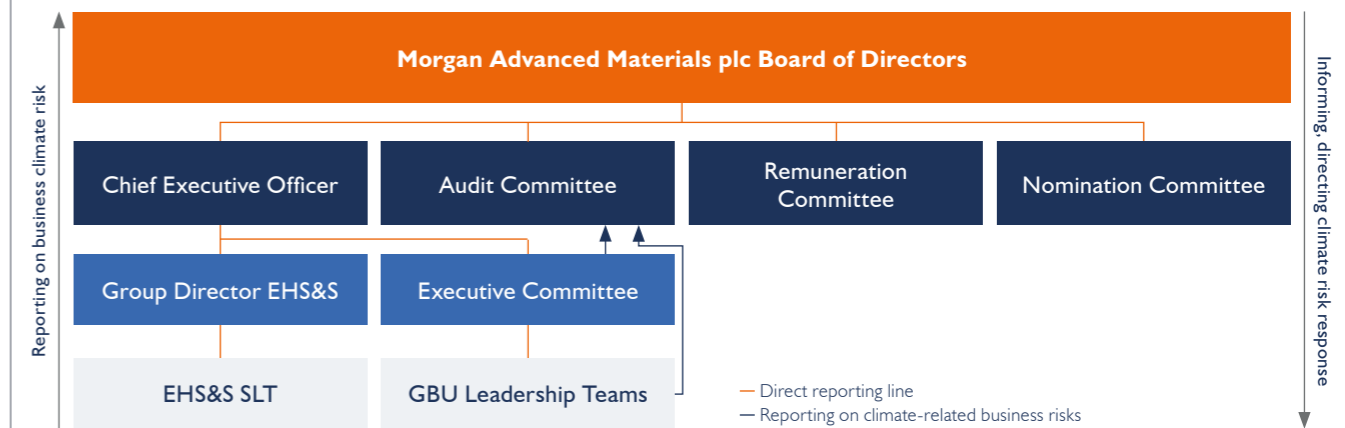 Morgan Advanced Materials plc Board of Directors
Reporting on business climate risk
Informing, directing climate risk response
Chief Executive Officer
Audit Committee
Remuneration
Committee
Nomination Committee
Group Director EHS&S
Executive Committee
EHS&S SLT
GBU Leadership Teams
Direct reporting line
Reporting on climate-related business risks